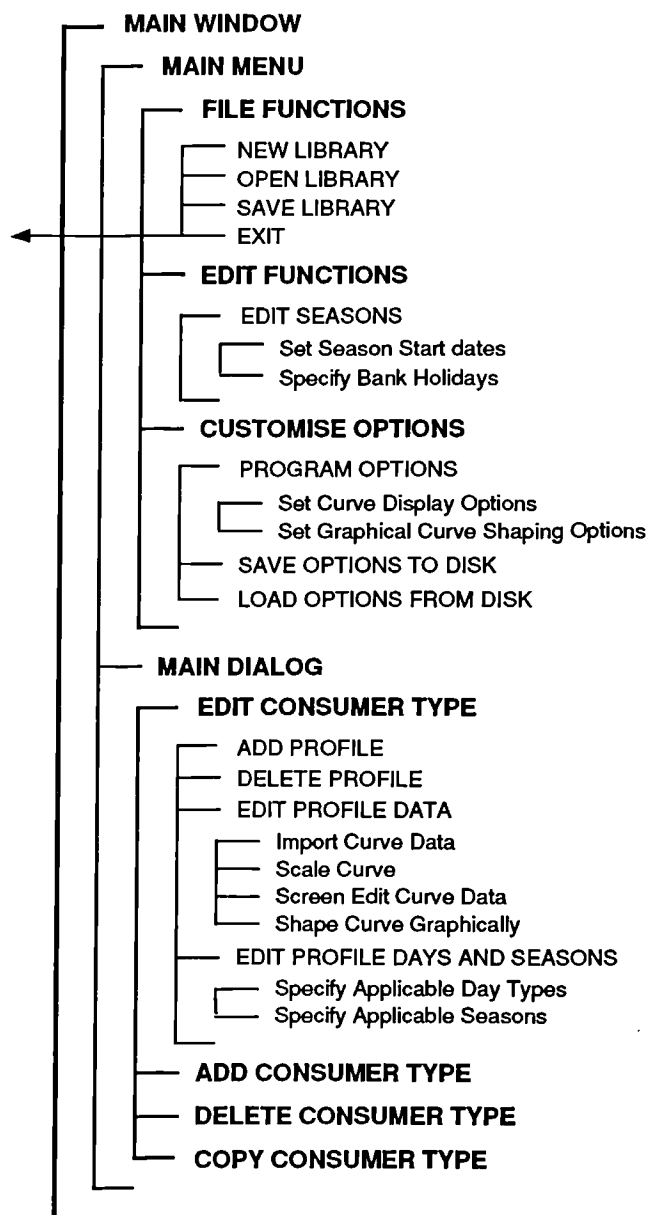 MAIN WINDOW
MAIN MENU
FILE FUNCTIONS
NEW LIBRARY
OPEN LIBRARY
SAVE LIBRARY
EXIT
EDIT FUNCTIONS
EDIT SEASONS
Set Season Start dates
Specify Bank Holidays
CUSTOMISE OPTIONS
PROGRAM OPTIONS
Set Curve Display Options
Set Graphical Curve Shaping Options
SAVE OPTIONS TO DISK
LOAD OPTIONS FROM DISK
MAIN DIALOG
EDIT CONSUMER TYPE
ADD PROFILE
DELETE PROFILE
EDIT PROFILE DATA
Import Curve Data
Scale Curve
Screen Edit Curve Data
Shape Curve Graphically
EDIT PROFILE DAYS AND SEASONS
Specify Applicable Day Types
Specify Applicable Seasons
ADD CONSUMER TYPE
DELETE CONSUMER TYPE
COPY CONSUMER TYPE